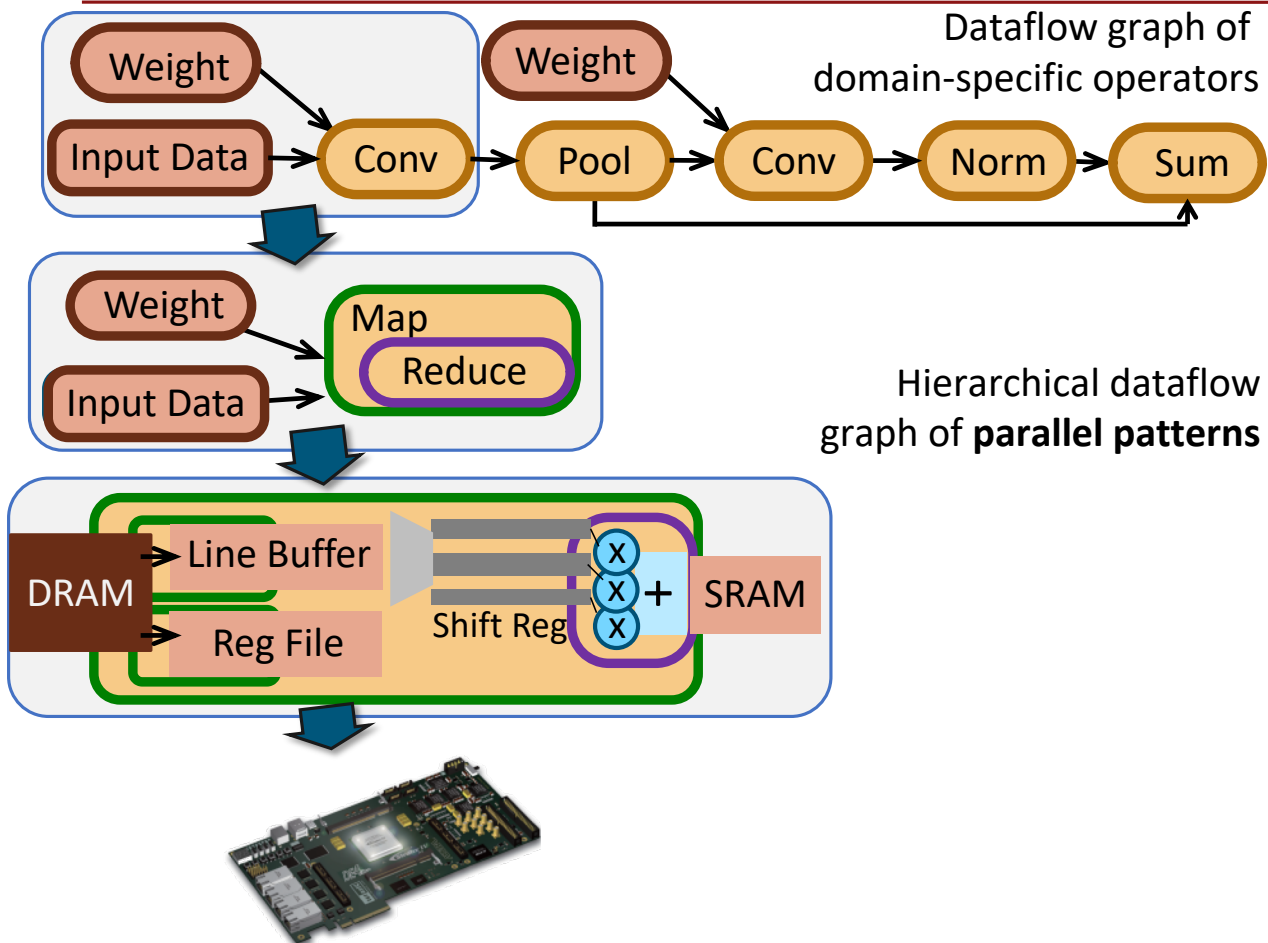 Dataflow graph of
domain-specific operators
Weight
Weight
Input Data
Conv
Pool
Conv
Norm
Sum
Weight
Map
Reduce
Input Data
Hierarchical dataflow
graph of parallel patterns
DRAM
Line Buffer
Reg File
Shift Reg
X
X
X
+
SRAM